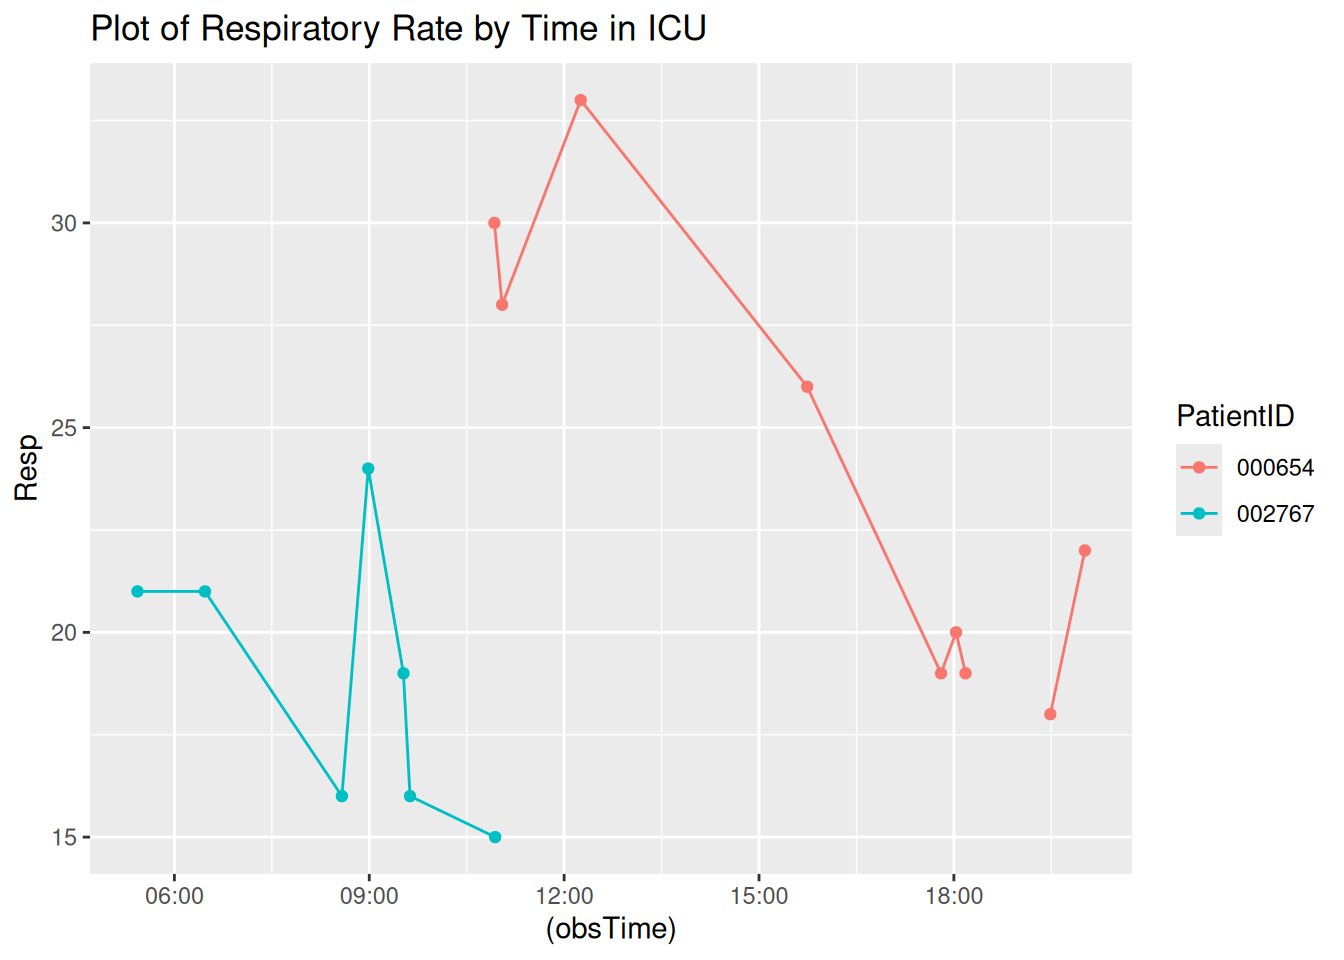 Plot of Respiratory Rate by Time in ICU
30
25
20
15
Resp
06:00 09:00 12:00 15:00 18:00
(obsTime)
PatientID
000654
002767